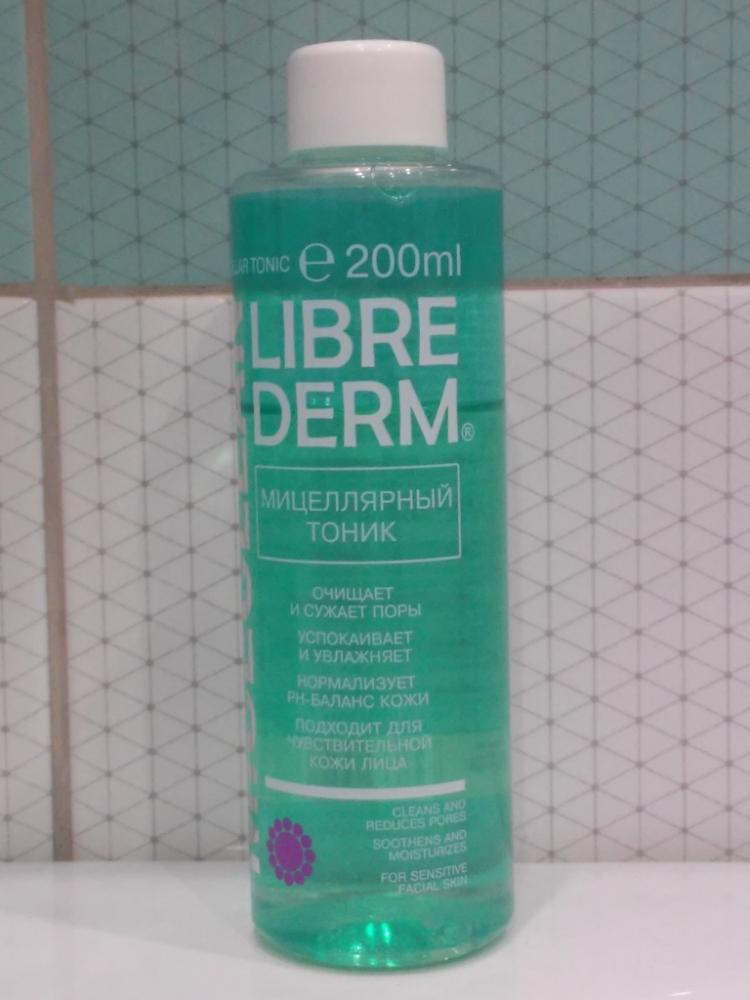 TONIC ℮ 200ml
LIBRE
DERM®
МИЦЕЛЛЯРНЫЙ
ТОНИК
ОЧИЩАЕТ
И СУЖАЕТ ПОРЫ
УСПОКАИВАЕТ
И УВЛАЖНЯЕТ
НОРМАЛИЗУЕТ
PH-БАЛАНС КОЖИ
ПОДХОДИТ ДЛЯ
ЧУВСТВИТЕЛЬНОЙ
КОЖИ ЛИЦА
CLEANS AND
REDUCES PORES
SOOTHENS AND
MOISTURIZES
FOR SENSITIVE
FACIAL SKIN